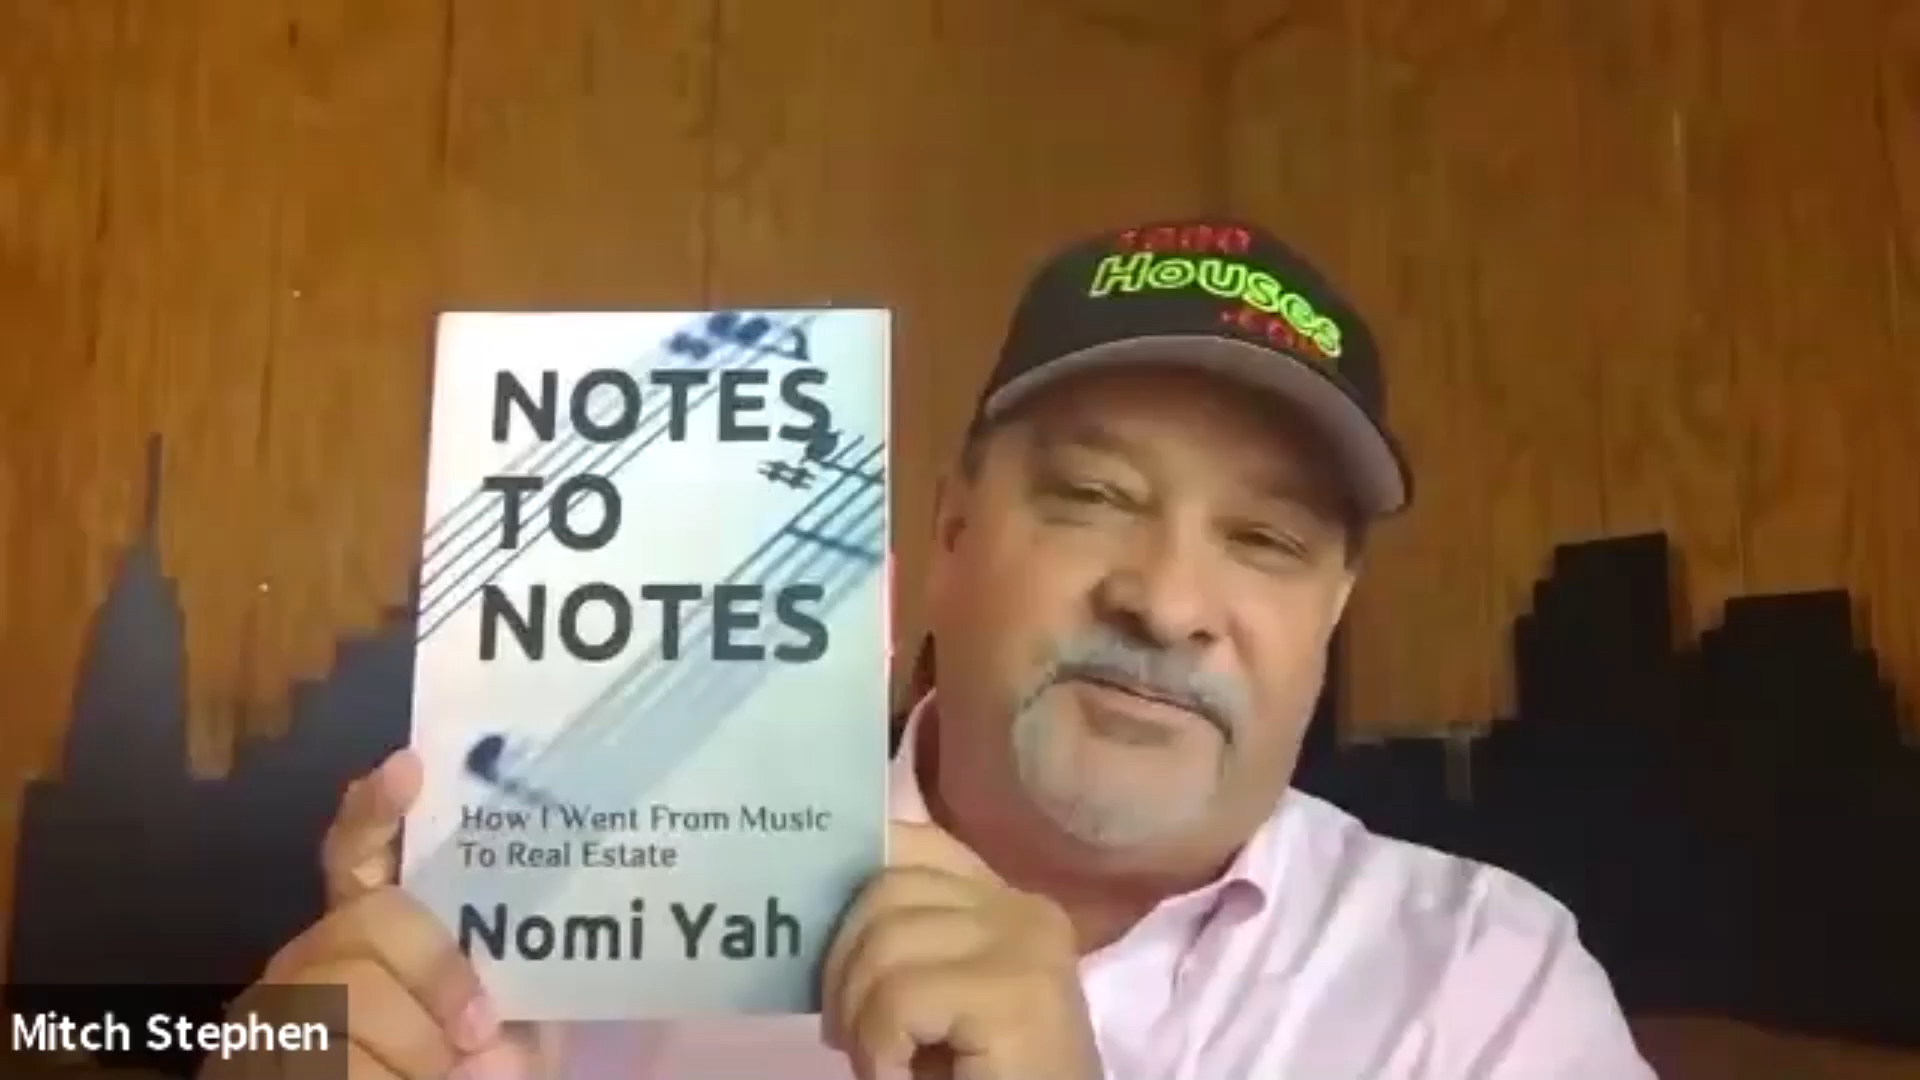 Houses
NOTES
TO
NOTES
How I Went From Music
To Real Estate
Nomi Yah
Mitch Stephen